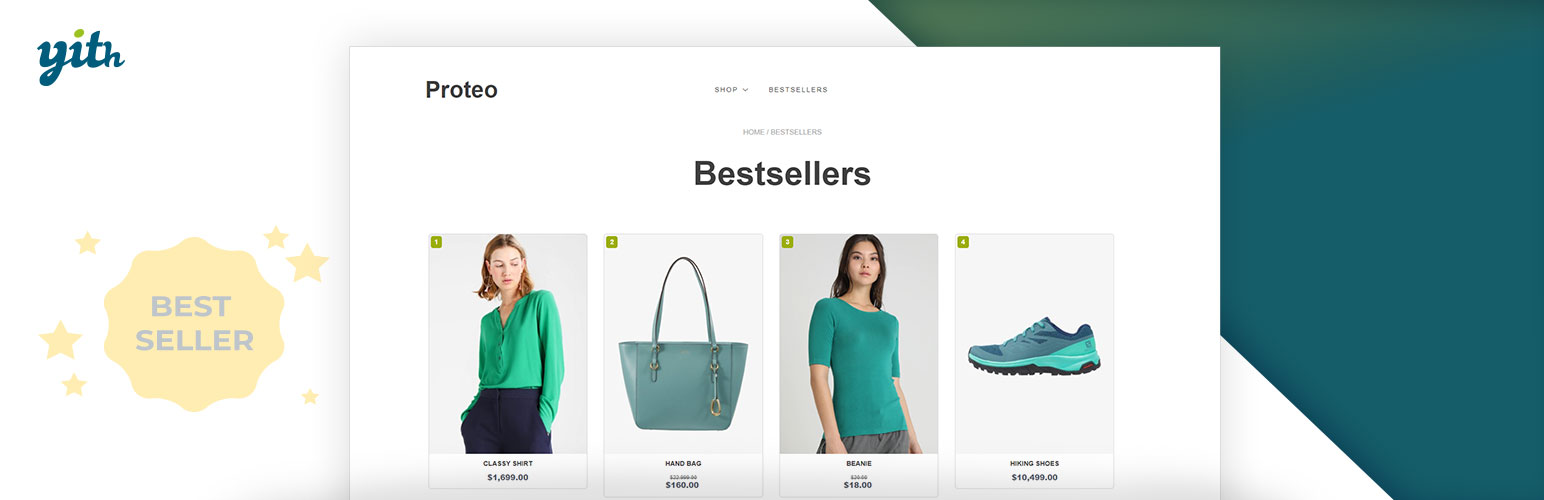 yith
Proteo
SHOP
BESTSELLERS
HOME / BESTSELLERS
Bestsellers
BEST
SELLER
1
2
3
4
CLASSY SHIRT
$1,699.00
HAND BAG
$22,999.00
$160.00
BEANIE
$20.00
$18.00
HIKING SHOES
$10,499.00